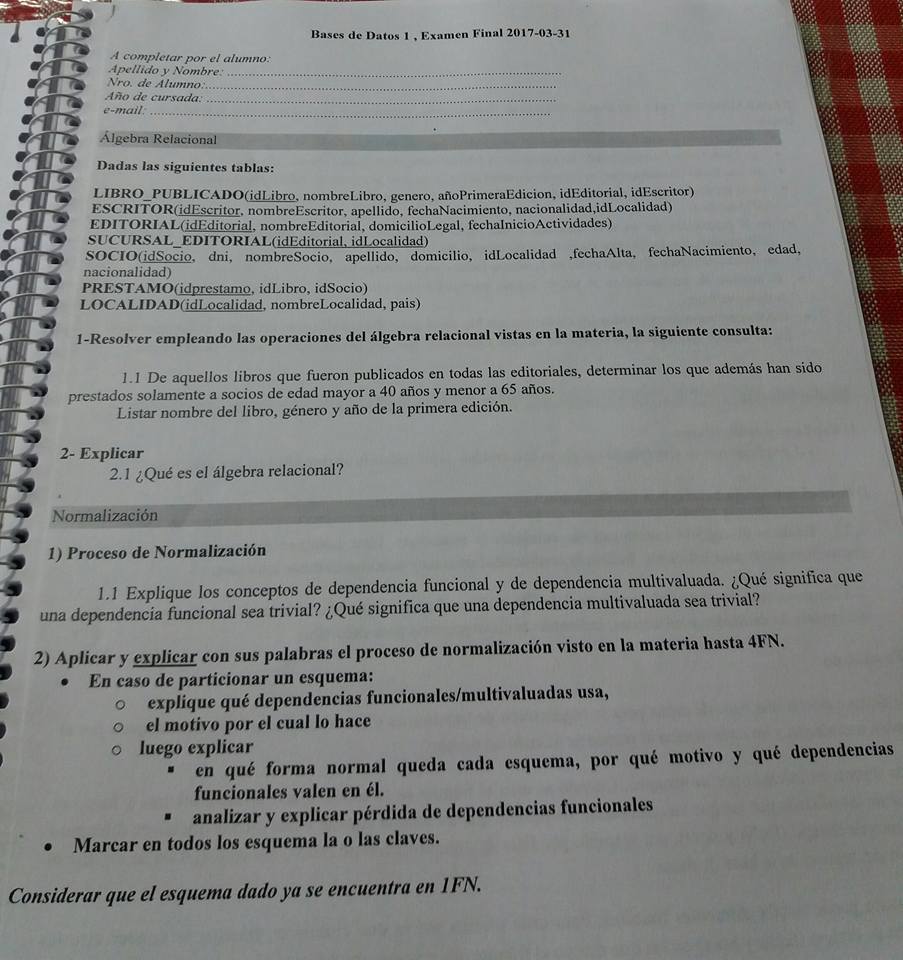 Bases de Datos 1 , Examen Final 2017-03-31
A completar por el alumno:
Apellido y Nombre:
Nro. de Alumno:
Año de cursada:
e-mail:
Álgebra Relacional
Dadas las siguientes tablas:
LIBRO_PUBLICADO(idLibro, nombreLibro, genero, añoPrimeraEdicion, idEditorial, idEscritor)
ESCRITOR(idEscritor, nombreEscritor, apellido, fechaNacimiento, nacionalidad,idLocalidad)
EDITORIAL(idEditorial, nombreEditorial, domicilioLegal, fechaInicioActividades)
SUCURSAL_EDITORIAL(idEditorial, idLocalidad)
SOCIO(idSocio, dni, nombreSocio, apellido, domicilio, idLocalidad ,fechaAlta, fechaNacimiento, edad,
nacionalidad)
PRESTAMO(idprestamo, idLibro, idSocio)
LOCALIDAD(idLocalidad, nombreLocalidad, pais)
1-Resolver empleando las operaciones del álgebra relacional vistas en la materia, la siguiente consulta:
1.1 De aquellos libros que fueron publicados en todas las editoriales, determinar los que además han sido
prestados solamente a socios de edad mayor a 40 años y menor a 65 años.
Listar nombre del libro, género y año de la primera edición.
2- Explicar
2.1 ¿Qué es el álgebra relacional?
Normalización
1) Proceso de Normalización
1.1 Explique los conceptos de dependencia funcional y de dependencia multivaluada. ¿Qué significa que
una dependencia funcional sea trivial? ¿Qué significa que una dependencia multivaluada sea trivial?
2) Aplicar y explicar con sus palabras el proceso de normalización visto en la materia hasta 4FN.
• En caso de particionar un esquema:
○ explique qué dependencias funcionales/multivaluadas usa,
○ el motivo por el cual lo hace
○ luego explicar
▪ en qué forma normal queda cada esquema, por qué motivo y qué dependencias
funcionales valen en él.
▪ analizar y explicar pérdida de dependencias funcionales
• Marcar en todos los esquema la o las claves.
Considerar que el esquema dado ya se encuentra en 1FN.